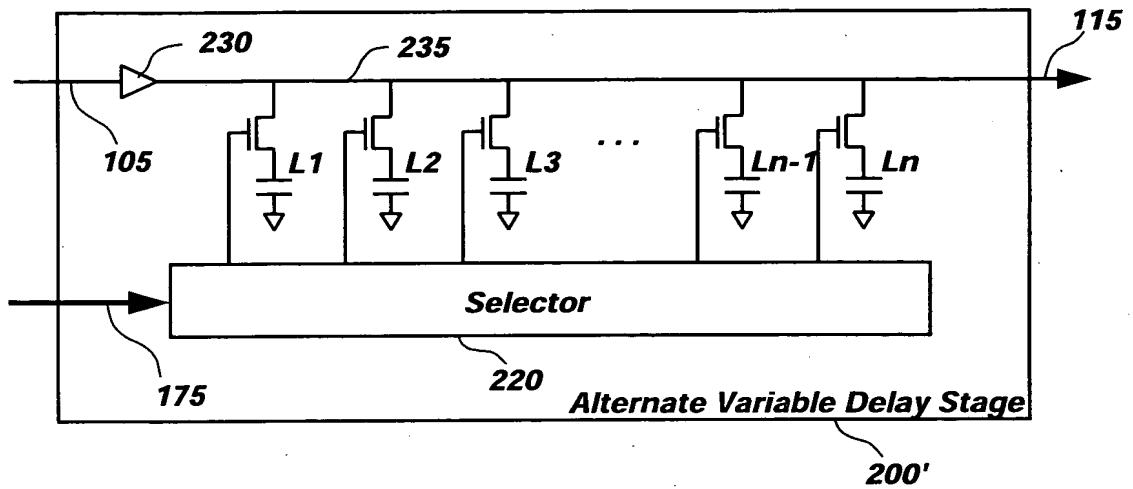 230
235
115
105
L1
L2
L3
...
Ln-1
Ln
Selector
175
220
Alternate Variable Delay Stage
200'